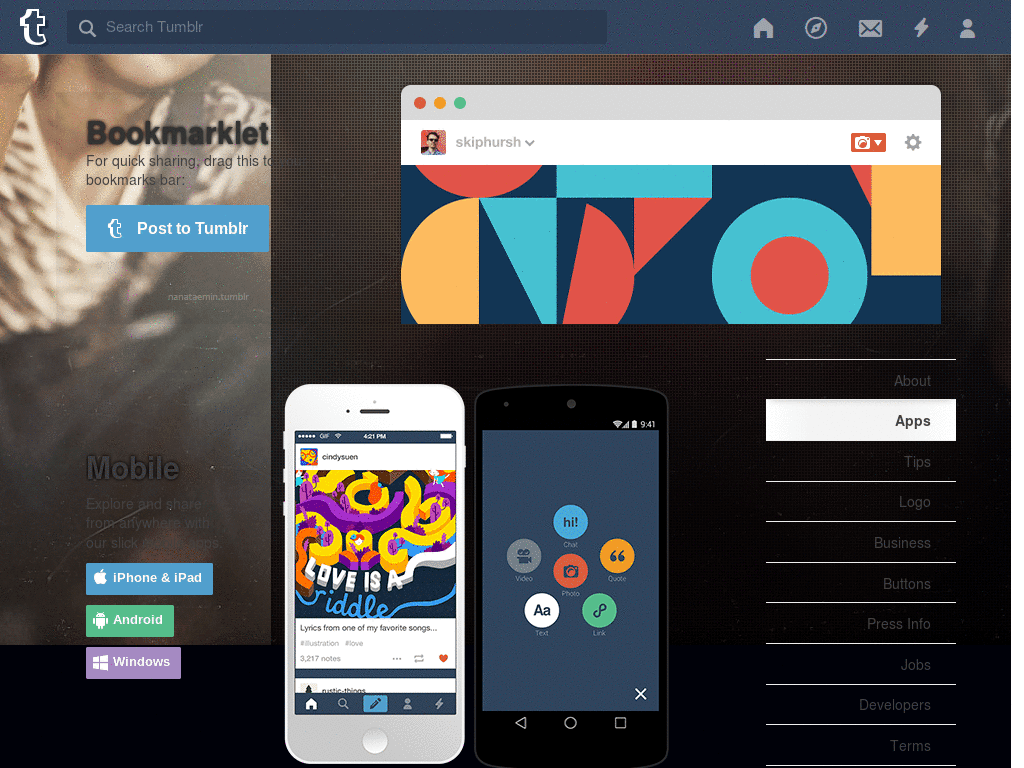 Search Tumblr
Bookmarklet
For quick sharing, drag this to
bookmarks bar:
Post to Tumblr
nanataemin.tumblr
skiphursh
Mobile
Explore and share
from anywhere with
our slick apps.
iPhone & iPad
Android
Windows
GIF
4:21 PM
cindysuen
LOVE IS A
riddle
Lyrics from one of my favorite songs...
#illustration #love
3,217 notes
rustic-things
9:41
hi!
Chat
Video
Quote
Photo
Aa
Text
Link
About
Apps
Tips
Logo
Business
Buttons
Press Info
Jobs
Developers
Terms